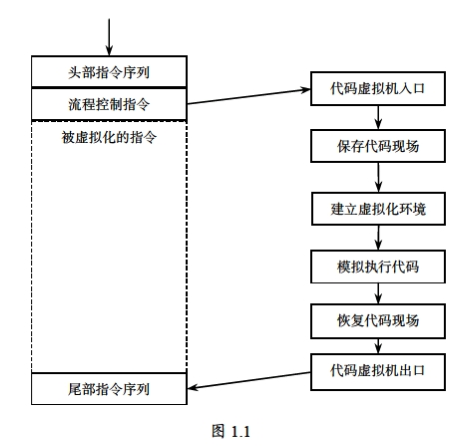 头部指令序列
流程控制指令
被虚拟化的指令
尾部指令序列
代码虚拟机入口
保存代码现场
建立虚拟化环境
模拟执行代码
恢复代码现场
代码虚拟机出口
图 1.1